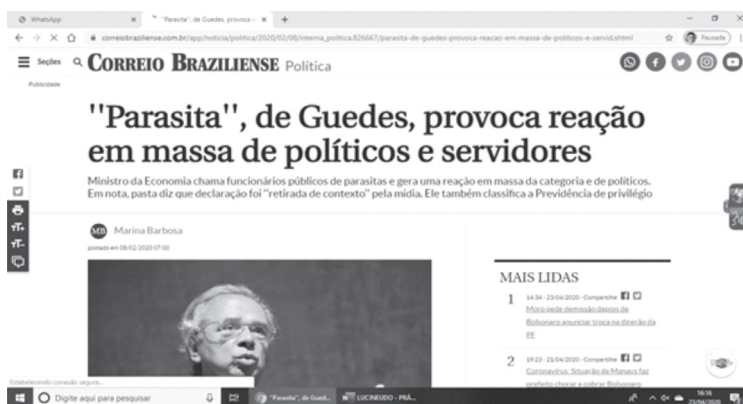 WhatsApp
"Parasita", de Guedes, provoca r
correiobraziliense.com.br/app/noticia/politica/2020/02/08/interna_politica,826667/parasita-de-guedes-provoca-reacao-em-massa-de-politicos-e-servid.shtml
Pausada
Seções
CORREIO BRAZILIENSE Política
Publicidade
"Parasita", de Guedes, provoca reação
em massa de políticos e servidores
Ministro da Economia chama funcionários públicos de parasitas e gera uma reação em massa da categoria e de políticos.
Em nota, pasta diz que declaração foi "retirada de contexto" pela mídia. Ele também classifica a Previdência de privilégio
MB Marina Barbosa
postado em 08/02/2020 07:00
MAIS LIDAS
1 14:34 - 23/04/2020 - Compartilhe
Moro pede demissão depois de
Bolsonaro anunciar troca na direção da
PF
2 19:23 - 21/04/2020 - Compartilhe
Coronavírus: Situação de Manaus faz
prefeito chorar e cobrar Bolsonaro
Estabelecendo conexão segura...
Digite aqui para pesquisar
"Parasita", de Gued...
LUCINEUDO - PRÁ...
16:16
23/04/2020